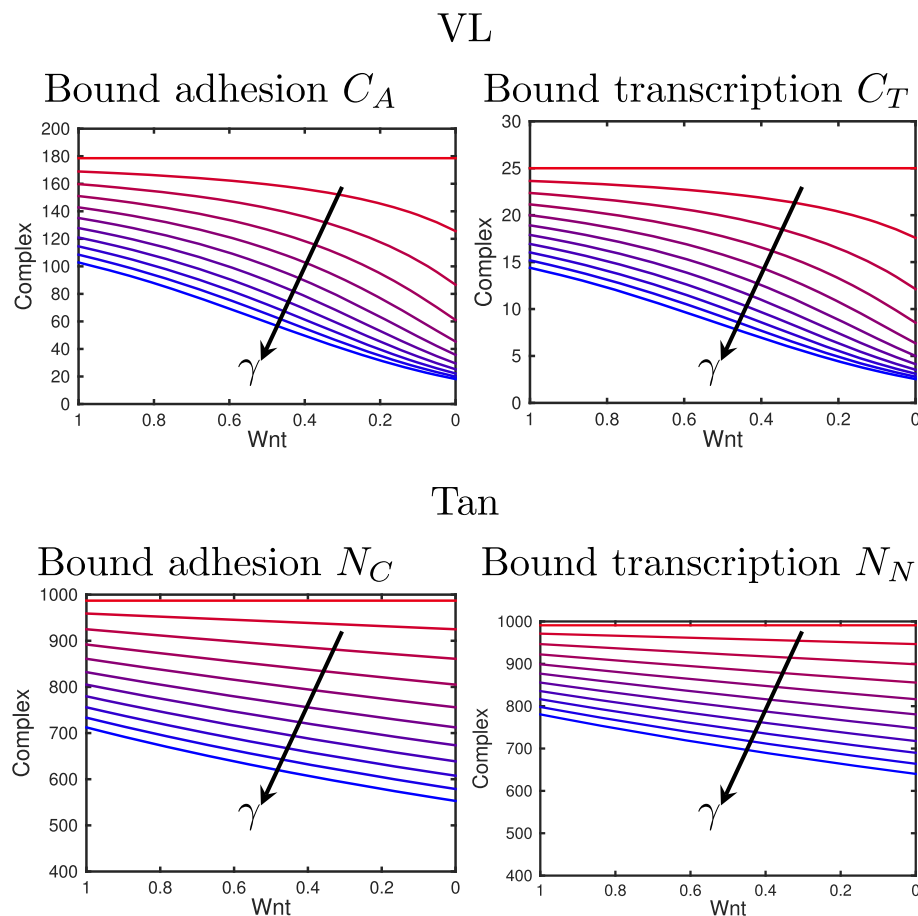 VL
Bound adhesion C_A
Bound transcription C_T
200
180
160
140
120
100
80
60
40
20
0
Complex
γ
1 0.8 0.6 0.4 0.2 0
Wnt
30
25
20
15
10
5
0
Complex
γ
1 0.8 0.6 0.4 0.2 0
Wnt
Tan
Bound adhesion N_C
Bound transcription N_N
1000
900
800
700
600
500
400
Complex
γ
1 0.8 0.6 0.4 0.2 0
Wnt
1000
900
800
700
600
500
400
Complex
γ
1 0.8 0.6 0.4 0.2 0
Wnt